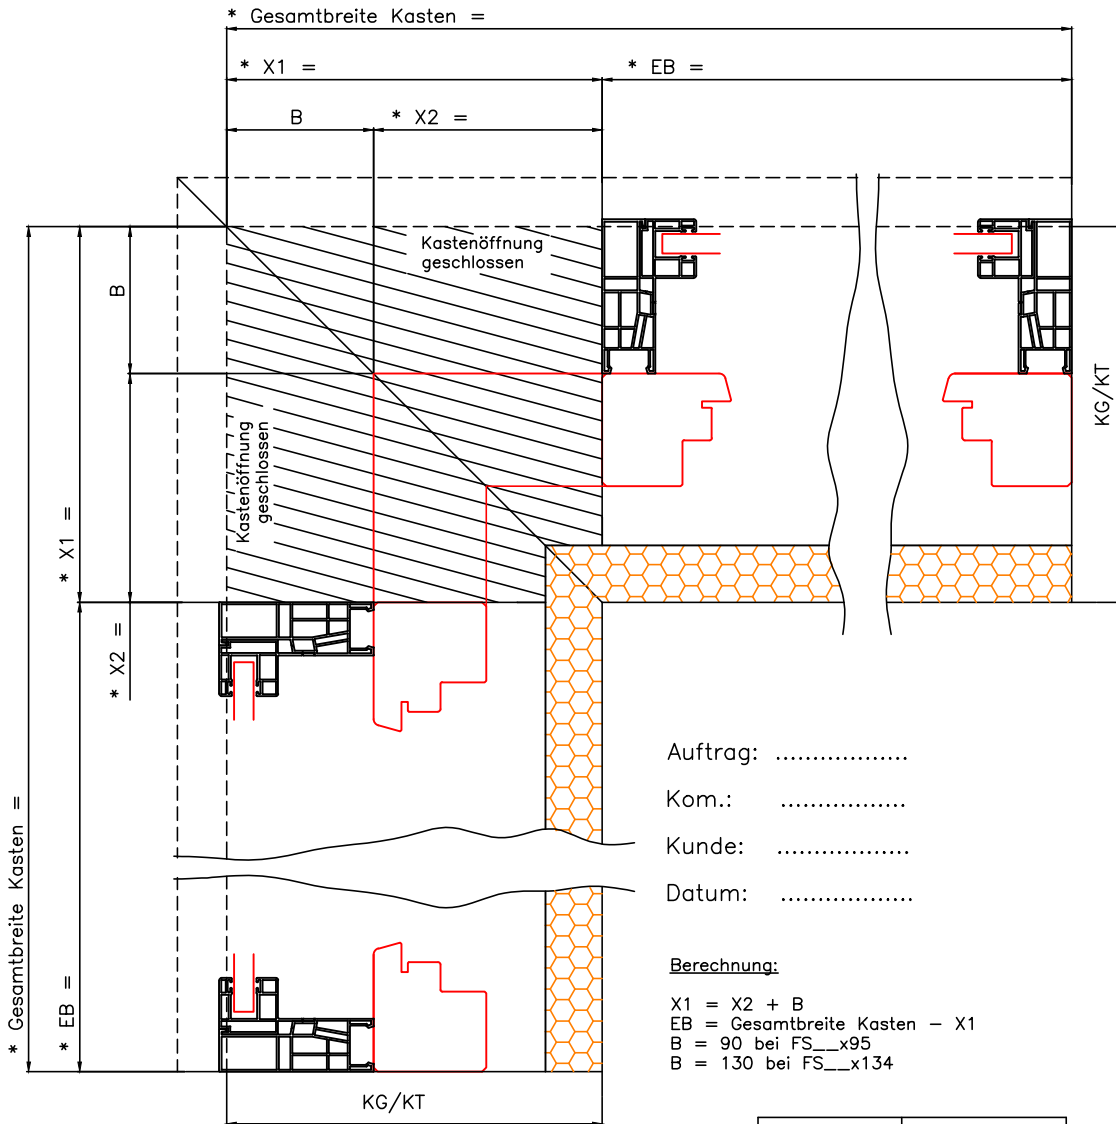 * Gesamtbreite Kasten =
* X1 =
* EB =
B
* X2 =
Kastenöffnung
geschlossen
B
KG/KT
Kastenöffnung
geschlossen
* X1 =
* X2 =
* Gesamtbreite Kasten =
* EB =
Auftrag: ..................
Kom.: .................
Kunde: ..................
Datum: ..................
Berechnung:
X1 = X2 + B
EB = Gesamtbreite Kasten - X1
B = 90 bei FS__x95
B = 130 bei FS__x134
KG/KT